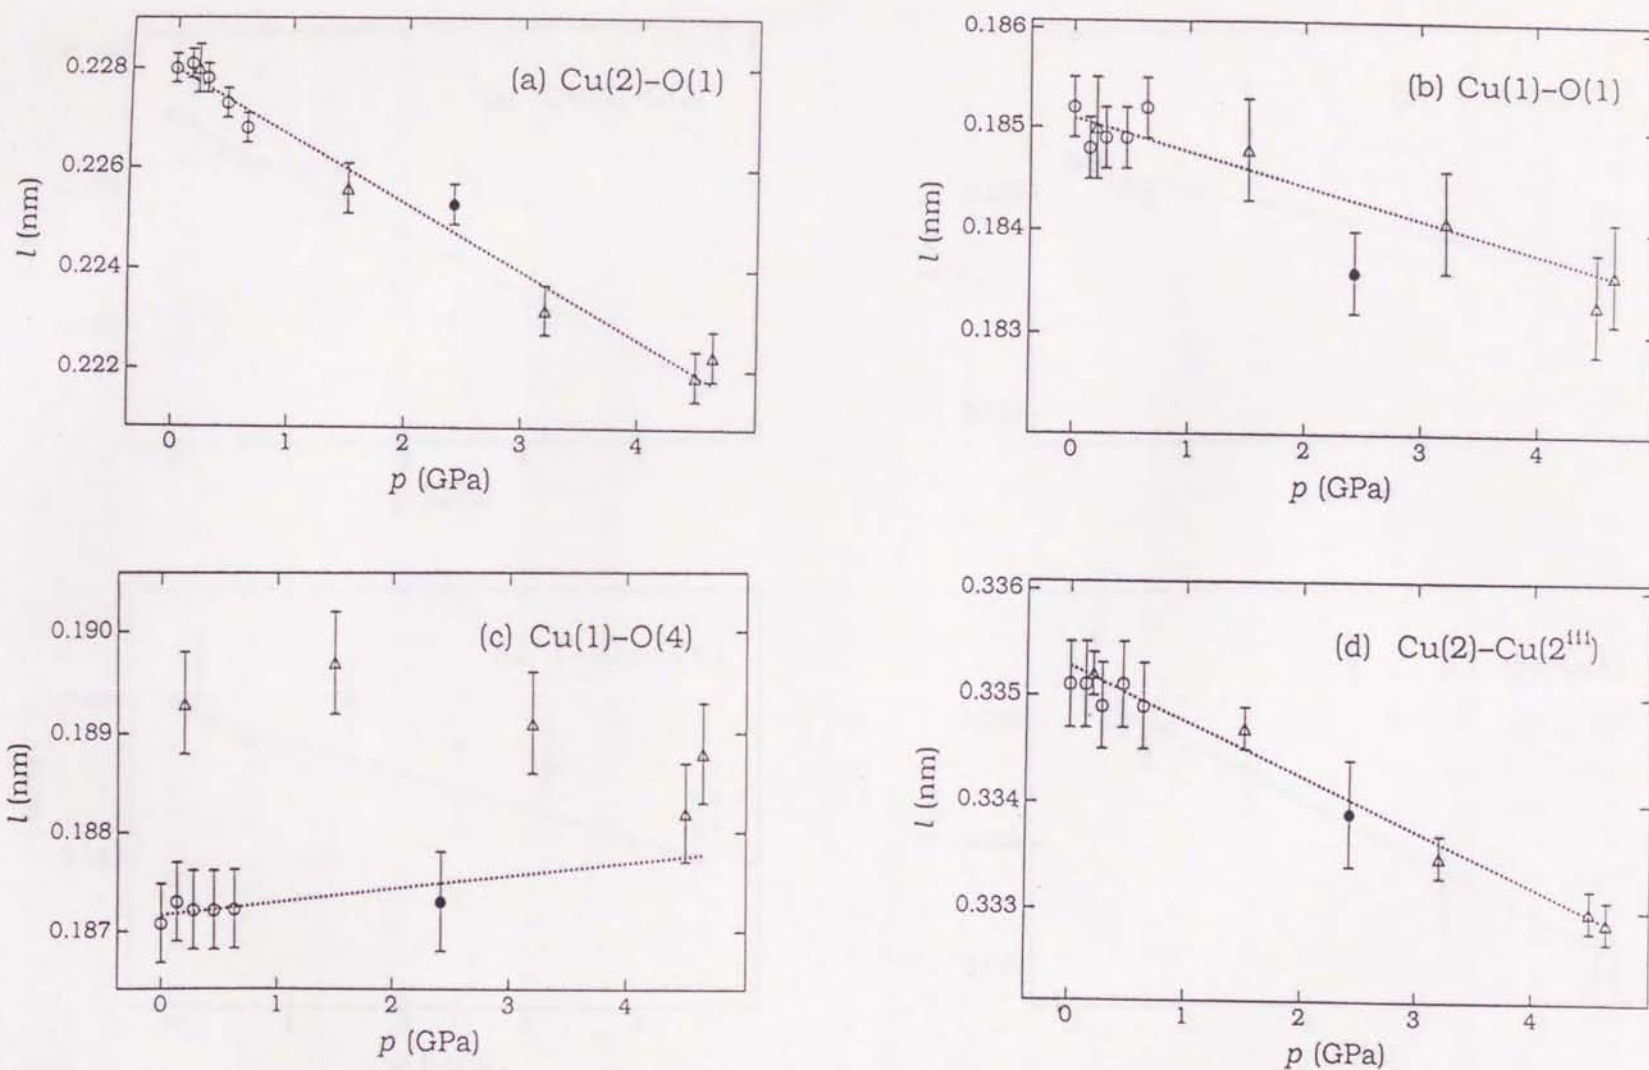 (a) Cu(2)–O(1)
0.228
0.226
0.224
0.222
l (nm)
0 1 2 3 4
p (GPa)
(b) Cu(1)–O(1)
0.186
0.185
0.184
0.183
l (nm)
0 1 2 3 4
p (GPa)
(c) Cu(1)–O(4)
0.190
0.189
0.188
0.187
l (nm)
0 1 2 3 4
p (GPa)
(d) Cu(2)–Cu(2ⁱⁱⁱ)
0.336
0.335
0.334
0.333
l (nm)
0 1 2 3 4
p (GPa)